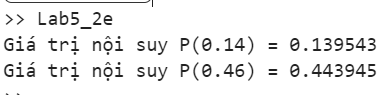 >> Lab5_2e
Giá trị nội suy P(0.14) = 0.139543
Giá trị nội suy P(0.46) = 0.443945
>>